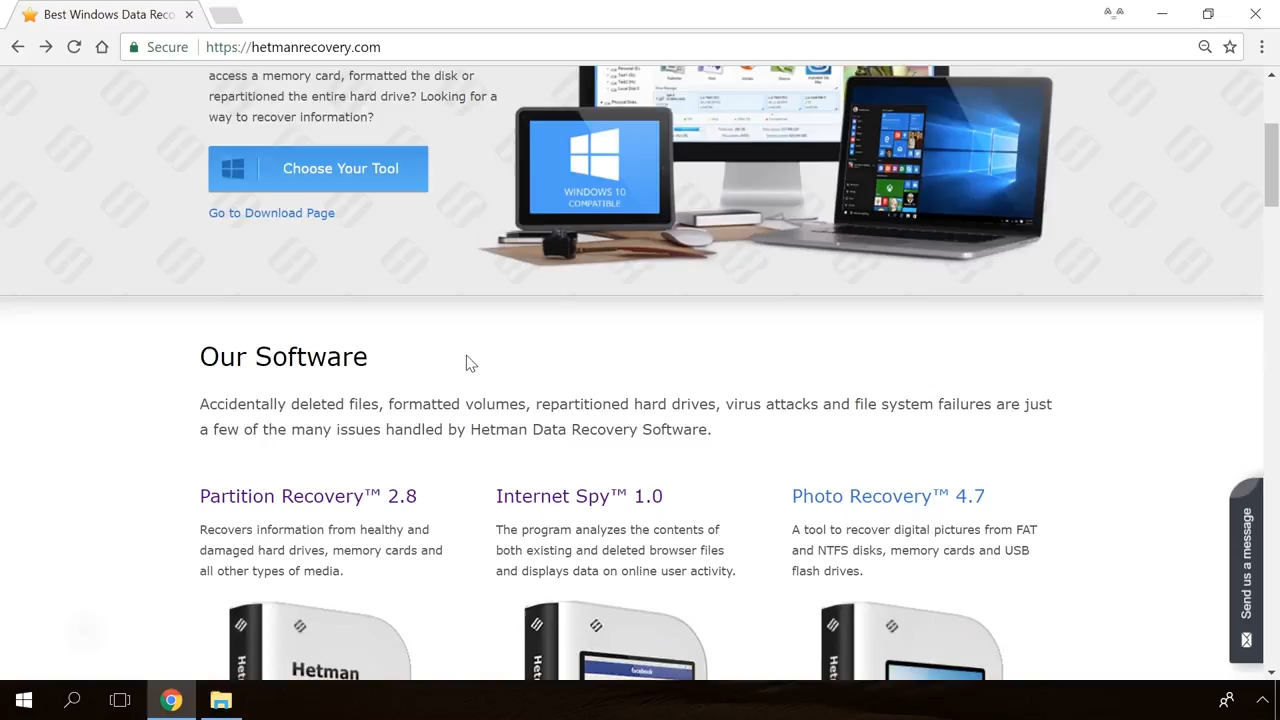 Best Windows Data Reco
Secure
https://hetmanrecovery.com
access a memory card, formatted the disk or
repartitioned the entire hard drive? Looking for a
way to recover information?
Choose Your Tool
Go to Download Page
WINDOWS 10
COMPATIBLE
Our Software
Accidentally deleted files, formatted volumes, repartitioned hard drives, virus attacks and file system failures are just
a few of the many issues handled by Hetman Data Recovery Software.
Partition Recovery™ 2.8
Recovers information from healthy and
damaged hard drives, memory cards and
all other types of media.
Internet Spy™ 1.0
The program analyzes the contents of
both existing and deleted browser files
and displays data on online user activity.
Photo Recovery™ 4.7
A tool to recover digital pictures from FAT
and NTFS disks, memory cards and USB
flash drives.
Hetman
facebook
Send us a message